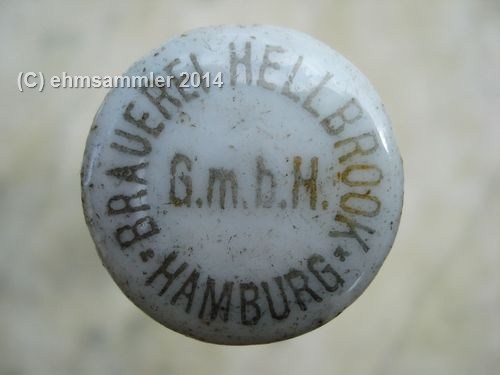 (C) ehmsammler 2014
BRAUEREI HELLBROOK
G.m.b.H.
* HAMBURG *